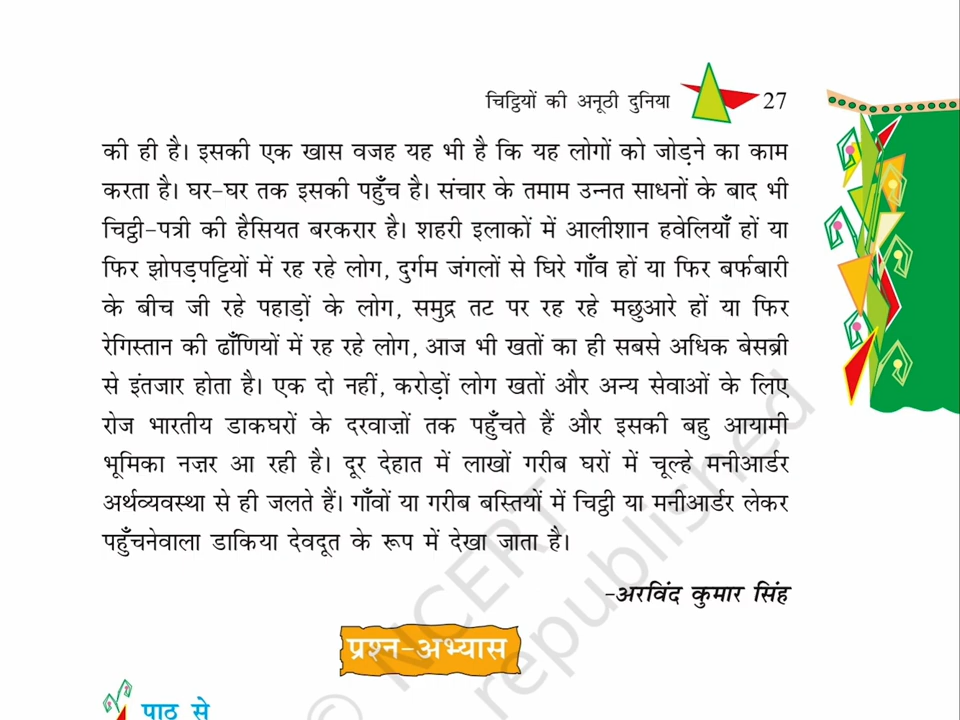 चिट्ठियों की अनूठी दुनिया 27
की ही है। इसकी एक खास वजह यह भी है कि यह लोगों को जोड़ने का काम
करता है। घर-घर तक इसकी पहुँच है। संचार के तमाम उन्नत साधनों के बाद भी
चिट्ठी-पत्री की हैसियत बरकरार है। शहरी इलाकों में आलीशान हवेलियाँ हों या
फिर झोपड़पट्टियों में रह रहे लोग, दुर्गम जंगलों से घिरे गाँव हों या फिर बर्फबारी
के बीच जी रहे पहाड़ों के लोग, समुद्र तट पर रह रहे मछुआरे हों या फिर
रेगिस्तान की ढाँणियों में रह रहे लोग, आज भी खतों का ही सबसे अधिक बेसब्री
से इंतजार होता है। एक दो नहीं, करोड़ों लोग खतों और अन्य सेवाओं के लिए
रोज भारतीय डाकघरों के दरवाज़ों तक पहुँचते हैं और इसकी बहु आयामी
भूमिका नज़र आ रही है। दूर देहात में लाखों गरीब घरों में चूल्हे मनीआर्डर
अर्थव्यवस्था से ही जलते हैं। गाँवों या गरीब बस्तियों में चिट्ठी या मनीआर्डर लेकर
पहुँचनेवाला डाकिया देवदूत के रूप में देखा जाता है।
-अरविंद कुमार सिंह
प्रश्न-अभ्यास
पाठ से
© NCERT
republished